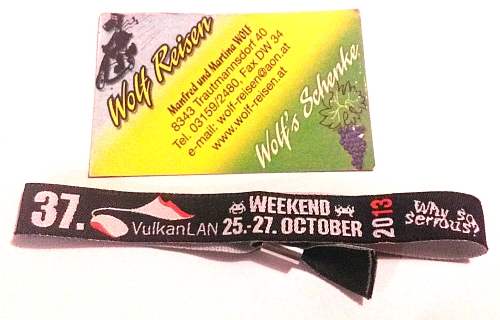 Wolf Reisen
Manfred und Martina WOLF
8343 Trautmannsdorf 40
Tel. 03159/2480, Fax DW 34
e-mail: wolf-reisen@aon.at
www.wolf-reisen.at
Wolf's Schenke
37.
VulkanLAN
WEEKEND
25.-27. OCTOBER
2013
Why so
serious?